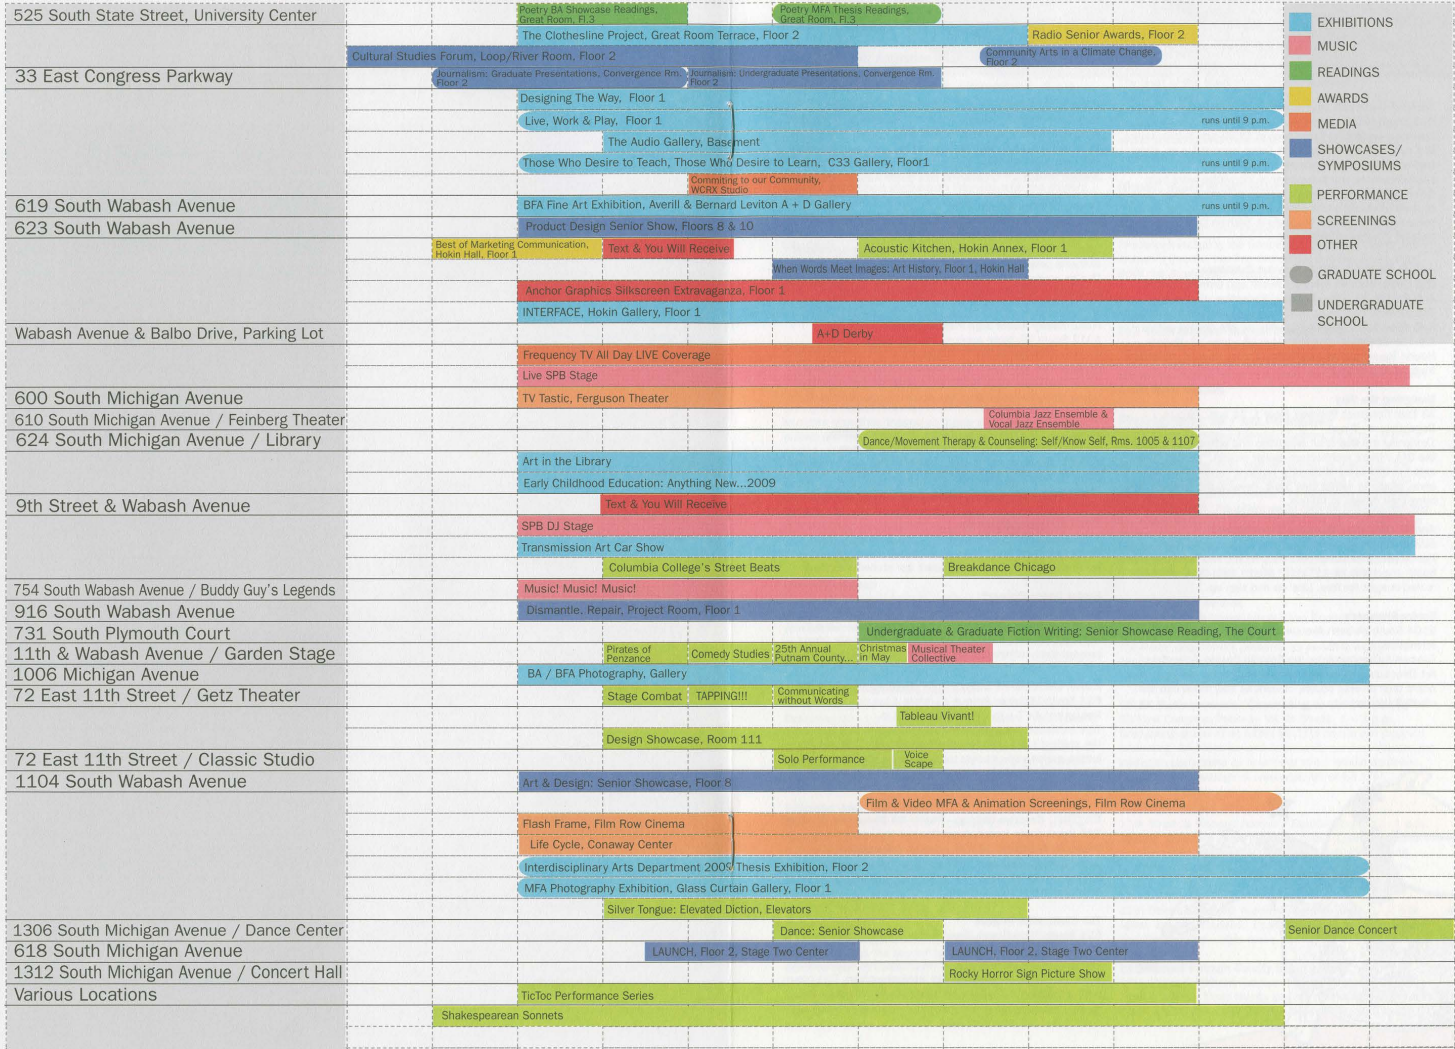 525 South State Street, University Center
Poetry BA Showcase Readings,
Great Room, Fl.3
Poetry MFA Thesis Readings,
Great Room, Fl.3
The Clothesline Project, Great Room Terrace, Floor 2
Radio Senior Awards, Floor 2
Cultural Studies Forum, Loop/River Room, Floor 2
Community Arts in a Climate Change,
Floor 2
33 East Congress Parkway
Journalism: Graduate Presentations, Convergence Rm.
Floor 2
Journalism: Undergraduate Presentations, Convergence Rm.
Floor 2
Designing The Way, Floor 1
Live, Work & Play, Floor 1
runs until 9 p.m.
The Audio Gallery, Basement
Those Who Desire to Teach, Those Who Desire to Learn, C33 Gallery, Floor1
runs until 9 p.m.
Commiting to our Community,
WCRX Studio
619 South Wabash Avenue
BFA Fine Art Exhibition, Averill & Bernard Leviton A + D Gallery
runs until 9 p.m.
623 South Wabash Avenue
Product Design Senior Show, Floors 8 & 10
Best of Marketing Communication,
Hokin Hall, Floor 1
Text & You Will Receive
Acoustic Kitchen, Hokin Annex, Floor 1
When Words Meet Images: Art History, Floor 1, Hokin Hall
Anchor Graphics Silkscreen Extravaganza, Floor 1
INTERFACE, Hokin Gallery, Floor 1
Wabash Avenue & Balbo Drive, Parking Lot
A+D Derby
Frequency TV All Day LIVE Coverage
Live SPB Stage
600 South Michigan Avenue
TV Tastic, Ferguson Theater
610 South Michigan Avenue / Feinberg Theater
Columbia Jazz Ensemble &
Vocal Jazz Ensemble
624 South Michigan Avenue / Library
Dance/Movement Therapy & Counseling: Self/Know Self, Rms. 1005 & 1107
Art in the Library
Early Childhood Education: Anything New...2009
9th Street & Wabash Avenue
Text & You Will Receive
SPB DJ Stage
Transmission Art Car Show
Columbia College's Street Beats
Breakdance Chicago
754 South Wabash Avenue / Buddy Guy's Legends
Music! Music! Music!
916 South Wabash Avenue
Dismantle, Repair, Project Room, Floor 1
731 South Plymouth Court
Undergraduate & Graduate Fiction Writing: Senior Showcase Reading, The Court
11th & Wabash Avenue / Garden Stage
Pirates of
Penzance
Comedy Studies
25th Annual
Putnam County...
Christmas
in May
Musical Theater
Collective
1006 Michigan Avenue
BA / BFA Photography, Gallery
72 East 11th Street / Getz Theater
Stage Combat
TAPPING!!!
Communicating
without Words
Tableau Vivant!
Design Showcase, Room 111
72 East 11th Street / Classic Studio
Solo Performance
Voice
Scape
1104 South Wabash Avenue
Art & Design: Senior Showcase, Floor 8
Film & Video MFA & Animation Screenings, Film Row Cinema
Flash Frame, Film Row Cinema
Life Cycle, Conaway Center
Interdisciplinary Arts Department 2009 Thesis Exhibition, Floor 2
MFA Photography Exhibition, Glass Curtain Gallery, Floor 1
Silver Tongue: Elevated Diction, Elevators
1306 South Michigan Avenue / Dance Center
Dance: Senior Showcase
Senior Dance Concert
618 South Michigan Avenue
LAUNCH, Floor 2, Stage Two Center
LAUNCH, Floor 2, Stage Two Center
1312 South Michigan Avenue / Concert Hall
Rocky Horror Sign Picture Show
Various Locations
TicToc Performance Series
Shakespearean Sonnets
EXHIBITIONS
MUSIC
READINGS
AWARDS
MEDIA
SHOWCASES/
SYMPOSIUMS
PERFORMANCE
SCREENINGS
OTHER
GRADUATE SCHOOL
UNDERGRADUATE
SCHOOL